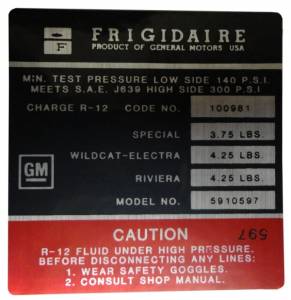 F
FRIGIDAIRE
PRODUCT OF GENERAL MOTORS USA
MIN. TEST PRESSURE LOW SIDE 140 P.S.I.
MEETS S.A.E. J639 HIGH SIDE 300 P.S.I
CHARGE R-12 CODE NO. 100981
SPECIAL 3.75 LBS.
WILDCAT-ELECTRA 4.25 LBS.
RIVIERA 4.25 LBS.
GM MODEL NO. 5910597
597
CAUTION
R-12 FLUID UNDER HIGH PRESSURE.
BEFORE DISCONNECTING ANY LINES:
1. WEAR SAFETY GOGGLES.
2. CONSULT SHOP MANUAL.